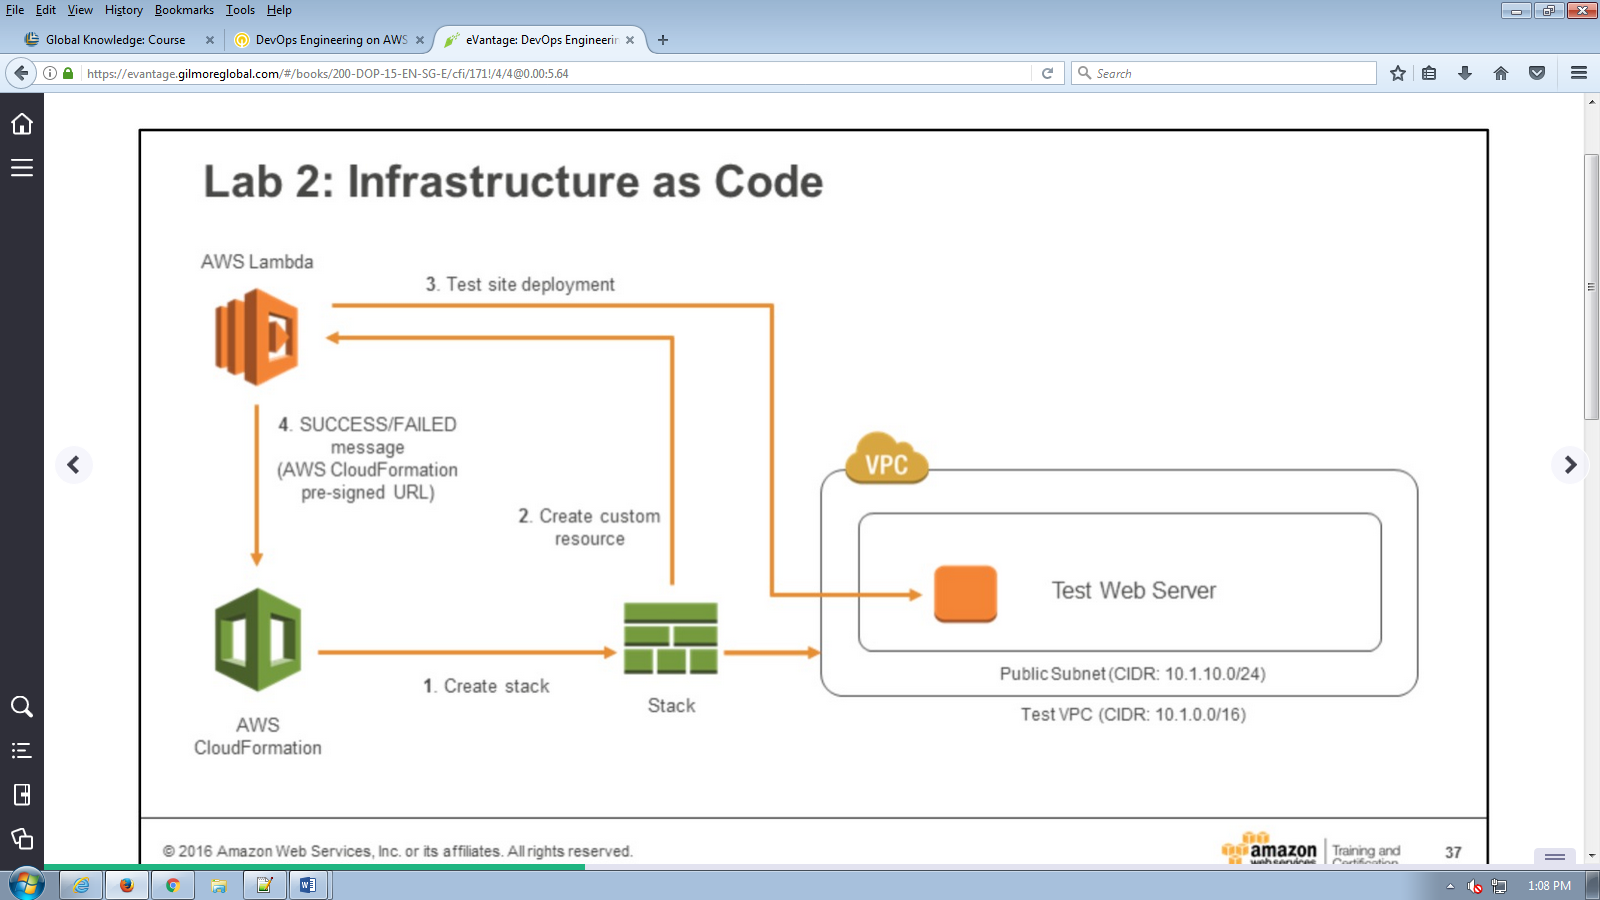 File Edit View History Bookmarks Tools Help
Global Knowledge: Course
DevOps Engineering on AWS
eVantage: DevOps Engineerin
https://evantage.gilmoreglobal.com/#/books/200-DOP-15-EN-SG-E/cfi/171!/4/4@0.00:5.64
Search
Lab 2: Infrastructure as Code
AWS Lambda
3. Test site deployment
4. SUCCESS/FAILED
message
(AWS CloudFormation
pre-signed URL)
2. Create custom
resource
VPC
Test Web Server
Public Subnet (CIDR: 10.1.10.0/24)
Test VPC (CIDR: 10.1.0.0/16)
1. Create stack
Stack
AWS
CloudFormation
© 2016 Amazon Web Services, Inc. or its affiliates. All rights reserved.
amazon
web services
Training and
Certification
37
1:08 PM